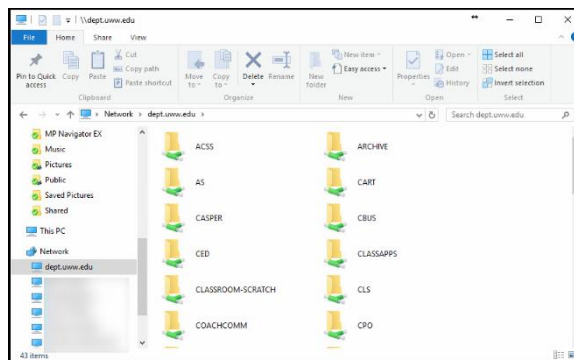 \\dept.uww.edu
File Home Share View
Pin to Quick access
Copy
Paste
Cut
Copy path
Paste shortcut
Clipboard
Move to
Copy to
Delete
Rename
Organize
New folder
New item
Easy access
New
Properties
Open
Edit
History
Open
Select all
Select none
Invert selection
Select
Network > dept.uww.edu >
Search dept.uww.edu
MP Navigator EX
Music
Pictures
Public
Saved Pictures
Shared
This PC
Network
dept.uww.edu
ACSS ARCHIVE
AS CART
CASPER CBUS
CED CLASSAPPS
CLASSROOM-SCRATCH CLS
COACHCOMM CPO
43 items